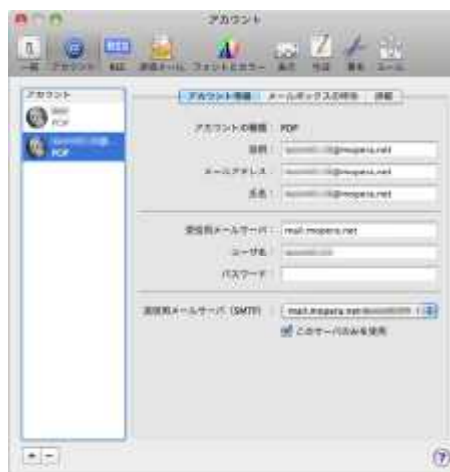 アカウント
一般 アカウント RSS 迷惑メール フォントとカラー 表示 作成 署名 ルール
アカウント
POP
POP
アカウント情報 メールボックスの特性 詳細
アカウントの種類： POP
説明： @mopera.net
メールアドレス： @mopera.net
氏名： @mopera.net
受信用メールサーバ： mail.mopera.net
ユーザ名：
パスワード：
送信用メールサーバ（SMTP）： mail.mopera.net
このサーバのみを使用